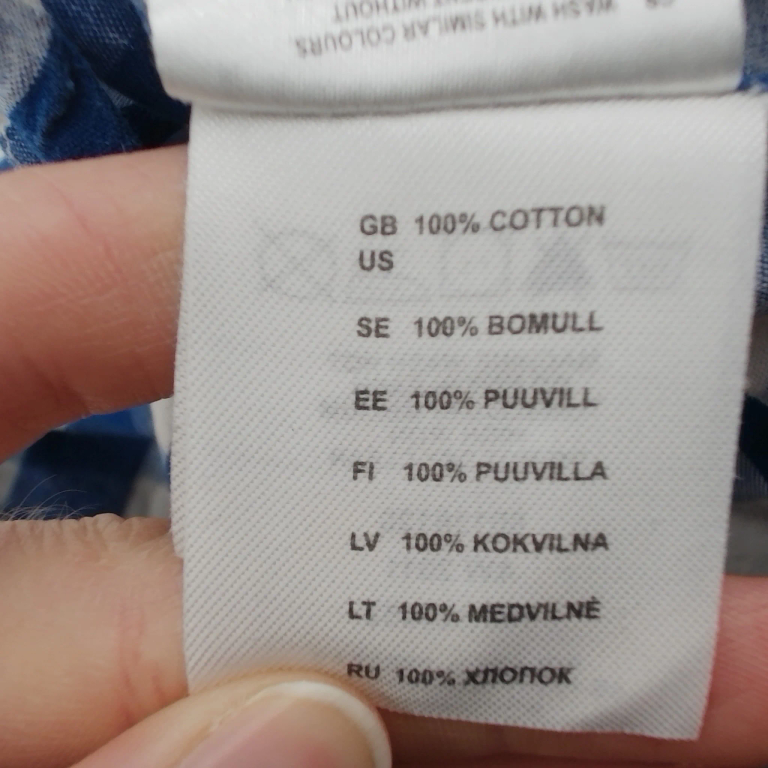 WASH WITH SIMILAR COLOURS.
GB 100% COTTON
US
SE 100% BOMULL
EE 100% PUUVILL
FI 100% PUUVILLA
LV 100% KOKVILNA
LT 100% MEDVILNĖ
RU 100% ХЛОПОК